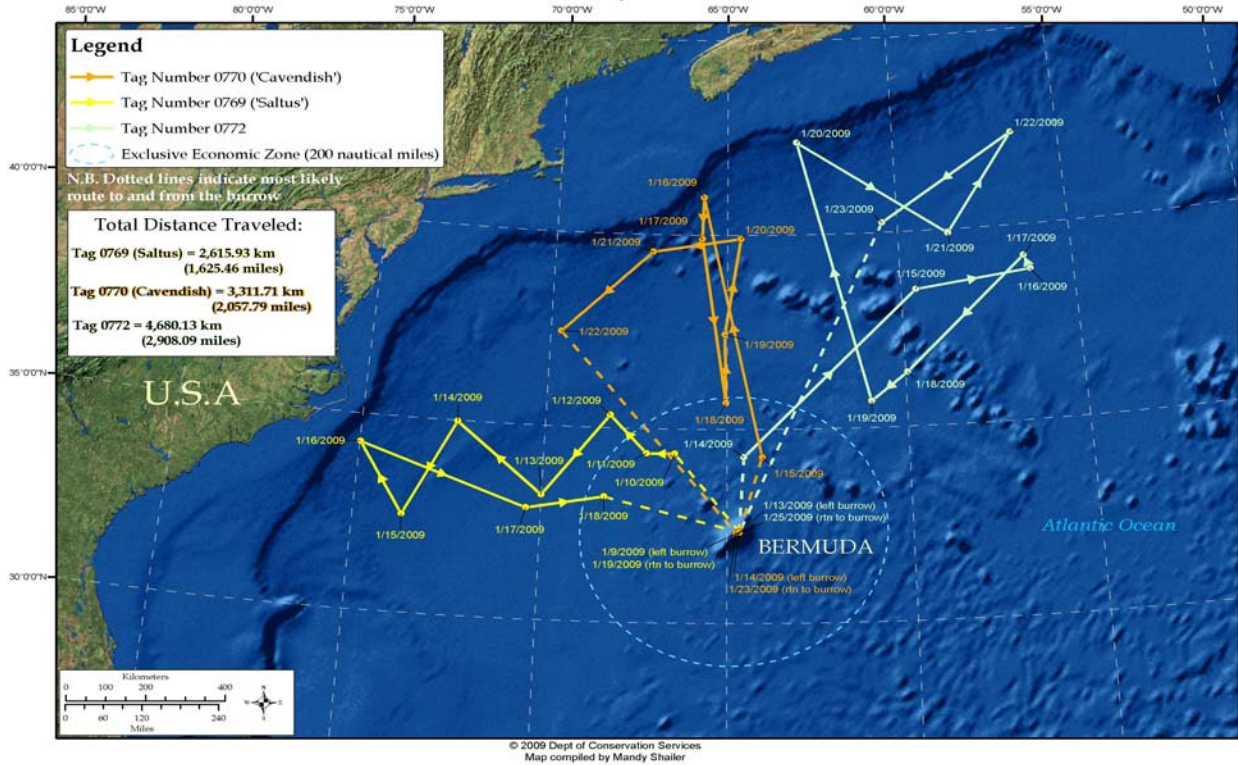 85°0'0"W
80°0'0"W
75°0'0"W
70°0'0"W
65°0'0"W
60°0'0"W
55°0'0"W
50°0'0"W
Legend
Tag Number 0770 ('Cavendish')
Tag Number 0769 ('Saltus')
Tag Number 0772
Exclusive Economic Zone (200 nautical miles)
N.B. Dotted lines indicate most likely
route to and from the burrow
Total Distance Traveled:
Tag 0769 (Saltus) = 2,615.93 km
(1,625.46 miles)
Tag 0770 (Cavendish) = 3,311.71 km
(2,057.79 miles)
Tag 0772 = 4,680.13 km
(2,908.09 miles)
40°0'0"N
35°0'0"N
30°0'0"N
U.S.A
1/20/2009
1/22/2009
1/16/2009
1/17/2009
1/21/2009
1/20/2009
1/23/2009
1/21/2009
1/17/2009
1/15/2009
1/16/2009
1/22/2009
1/19/2009
1/18/2009
1/19/2009
1/14/2009
1/12/2009
1/18/2009
1/16/2009
1/14/2009
1/13/2009
1/11/2009
1/10/2009
1/15/2009
1/15/2009
1/17/2009
1/18/2009
1/13/2009 (left burrow)
1/25/2009 (rtn to burrow)
BERMUDA
Atlantic Ocean
1/9/2009 (left burrow)
1/19/2009 (rtn to burrow)
1/14/2009 (left burrow)
1/23/2009 (rtn to burrow)
Kilometers
0 100 200 400
0 60 120 240
Miles
N
W E
S
© 2009 Dept of Conservation Services
Map compiled by Mandy Shailer